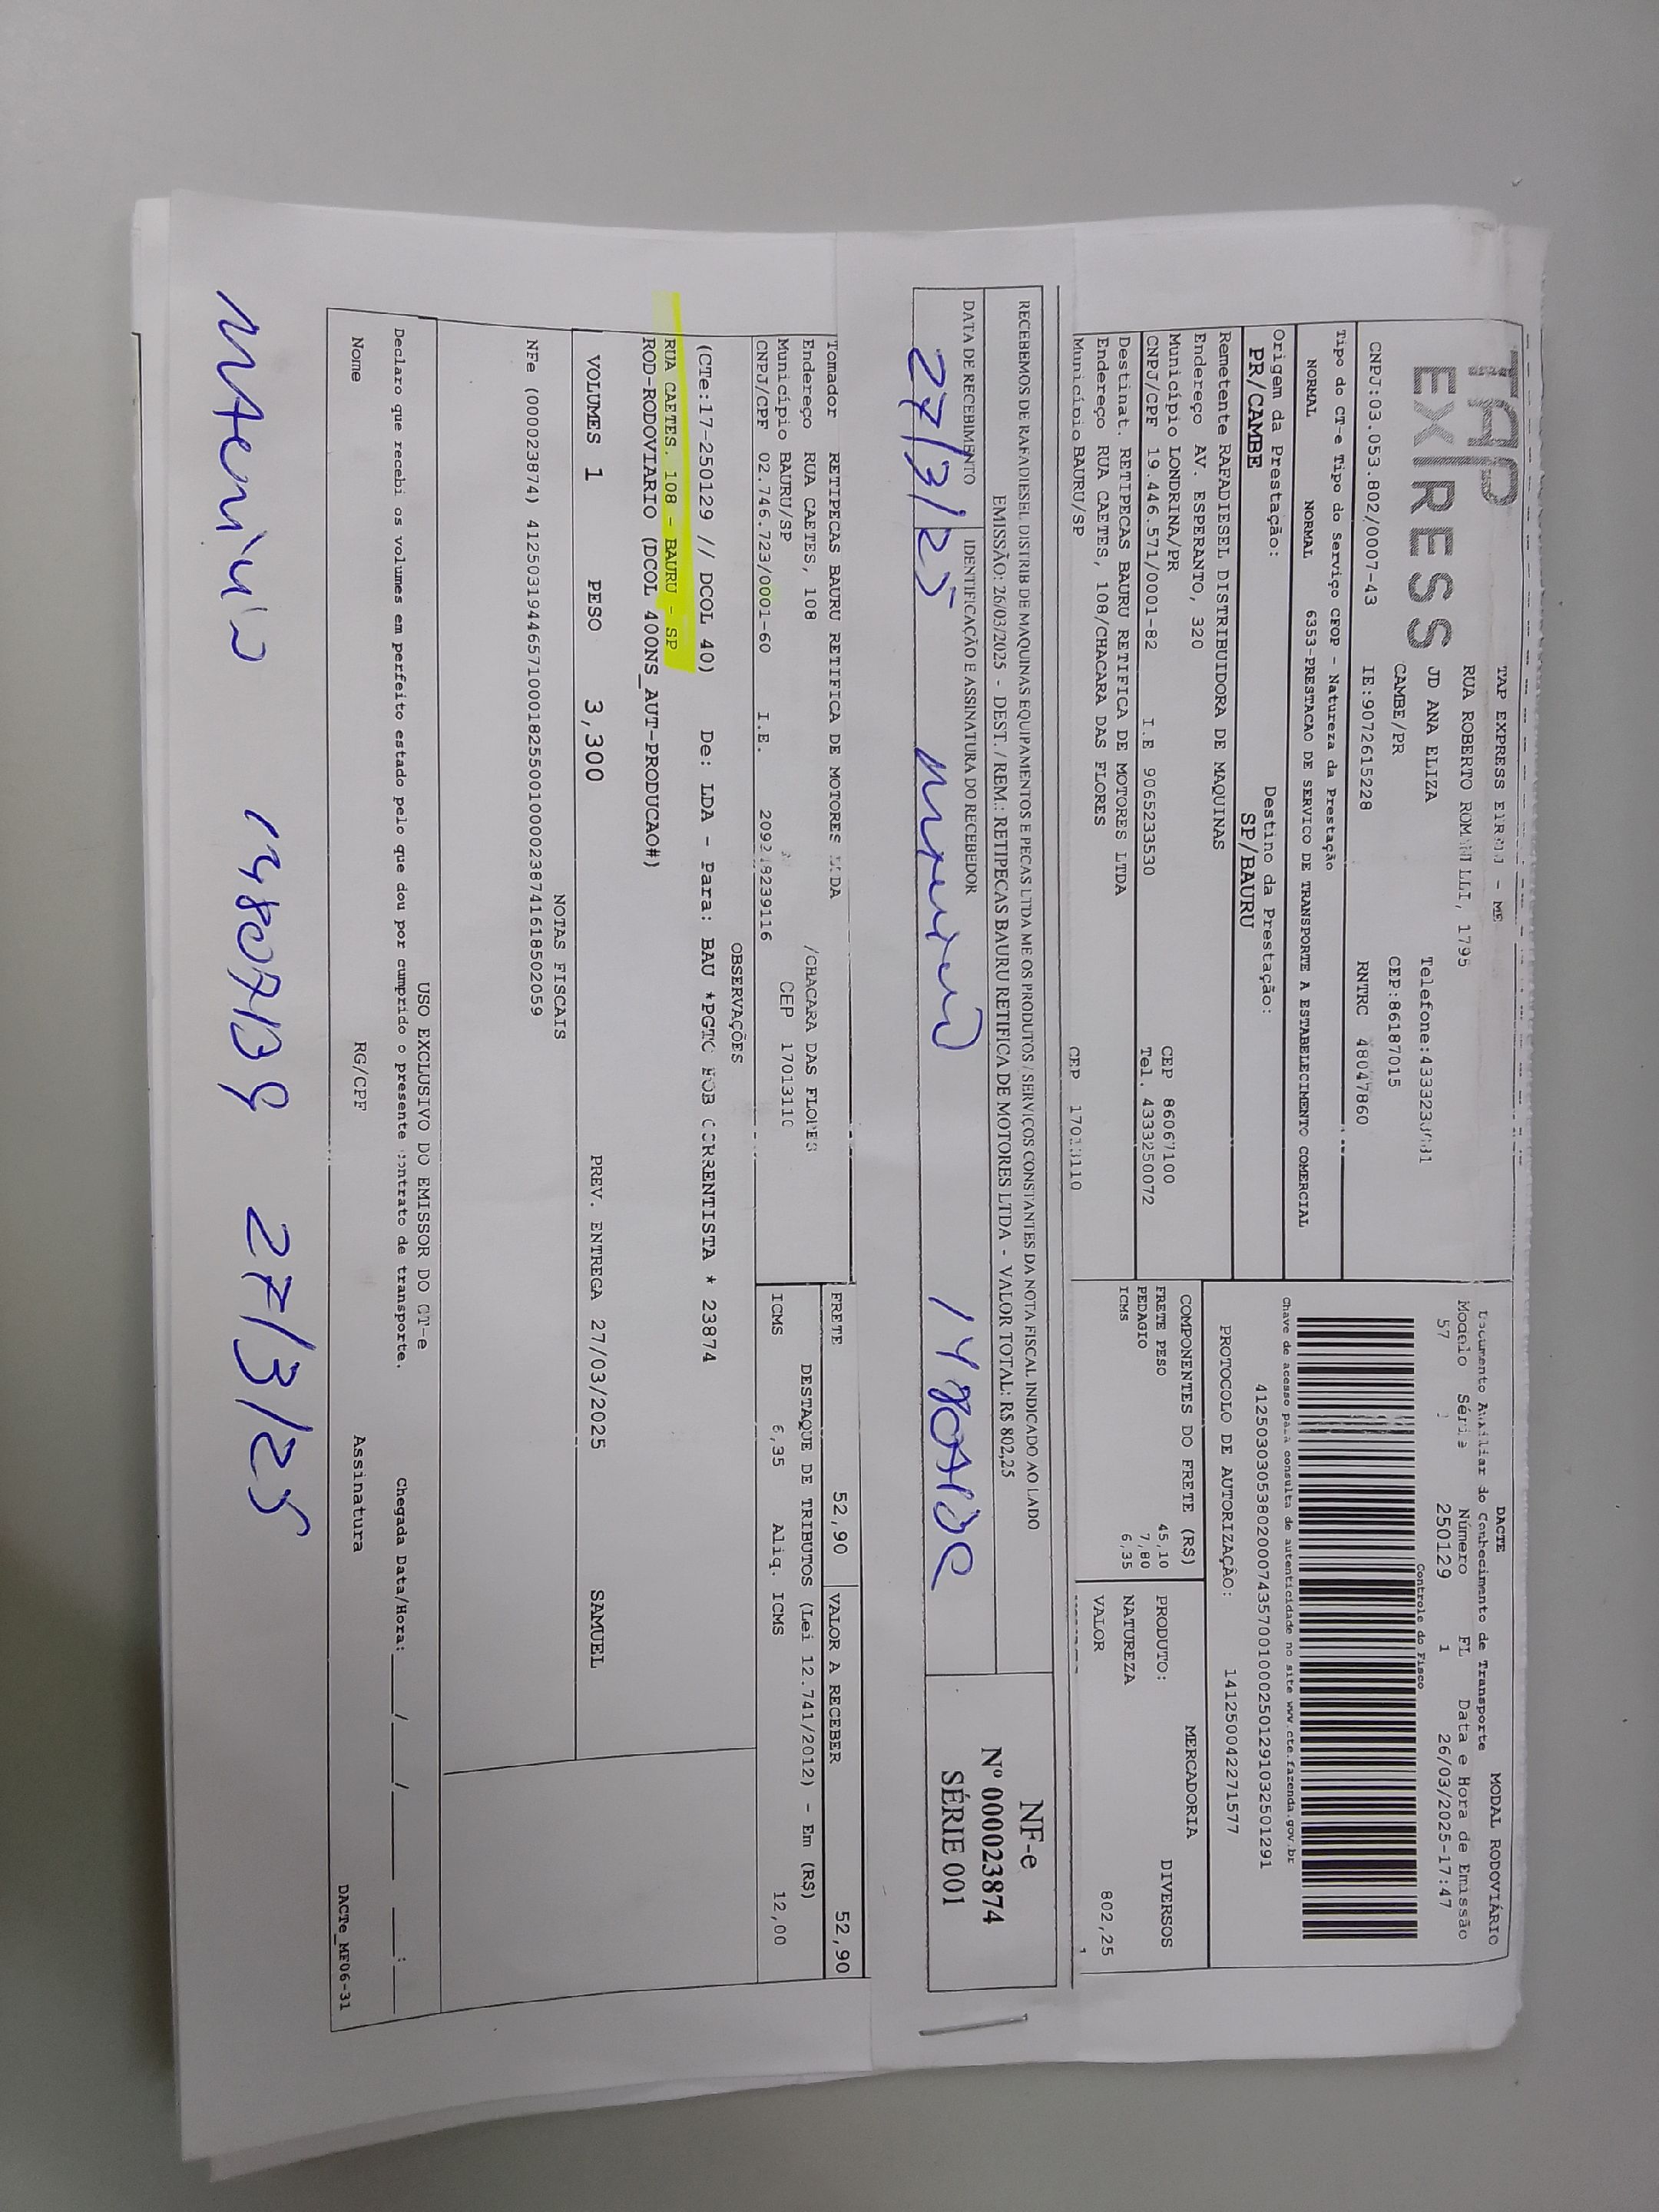 TAP EXPRESS
TAP EXPRESS EIRELI - ME
RUA ROBERTO ROMANELLI, 1795
JD ANA ELIZA
CAMBE/PR
CEP:86187015
CNPJ:03.053.802/0007-43 IE:9072615228 RNTRC 48047860
DACTE MODAL RODOVIÁRIO
Documento Auxiliar do Conhecimento de Transporte
Modelo Série Número FL Data e Hora de Emissão
57 250129 1 26/03/2025-17:47
Controle do Fisco
Chave de acesso para consulta de autenticidade no site www.cte.fazenda.gov.br
41250303053802000743570010002501291032501291
PROTOCOLO DE AUTORIZAÇÃO: 141250042271577
Tipo do CT-e Tipo do Serviço CFOP - Natureza da Prestação
NORMAL NORMAL 6353-PRESTACAO DE SERVICO DE TRANSPORTE A ESTABELECIMENTO COMERCIAL
Origem da Prestação: Destino da Prestação:
PR/CAMBE SP/BAURU
Remetente RAFADIESEL DISTRIBUIDORA DE MAQUINAS
Endereço AV. ESPERANTO, 320
Município LONDRINA/PR CEP 86067100
CNPJ/CPF 19.446.571/0001-82 I.E 9065233530 Tel. 4333250072
Destinat. RETIPECAS BAURU RETIFICA DE MOTORES LTDA
Endereço RUA CAETES, 108/CHACARA DAS FLORES
Município BAURU/SP CEP 17013110
COMPONENTES DO FRETE (R$)
FRETE PESO 45,10
PEDAGIO 7,80
ICMS 6,35
MERCADORIA
PRODUTO: DIVERSOS
NATUREZA
VALOR 802,25
RECEBEMOS DE RAFADIESEL DISTRIB DE MAQUINAS EQUIPAMENTOS E PECAS LTDA ME OS PRODUTOS / SERVIÇOS CONSTANTES DA NOTA FISCAL INDICADO AO LADO
EMISSÃO: 26/03/2025 - DEST. / REM.: RETIPECAS BAURU RETIFICA DE MOTORES LTDA - VALOR TOTAL: R$ 802,25
DATA DE RECEBIMENTO IDENTIFICAÇÃO E ASSINATURA DO RECEBEDOR
27/3/25
NF-e
Nº 000023874
SÉRIE 001
Tomador RETIPECAS BAURU RETIFICA DE MOTORES LTDA
Endereço RUA CAETES, 108 /CHACARA DAS FLORES
Município BAURU/SP CEP 17013110
CNPJ/CPF 02.746.723/0001-60 I.E.
FRETE 52,90 VALOR A RECEBER 52,90
DESTAQUE DE TRIBUTOS (Lei 12.741/2012) - Em (R$)
ICMS 6,35 Aliq. ICMS 12,00
OBSERVAÇÕES
(CTe:17-250129 // DCOL 40) De: LDA - Para: BAU *PGTO FOB CORRENTISTA * 23874
RUA CAETES. 108 - BAURU - SP
ROD-RODOVIARIO (DCOL 400NS_AUT-PRODUCAO#)
VOLUMES 1 PESO 3,300 PREV. ENTREGA 27/03/2025 SAMUEL
NOTAS FISCAIS
NFe (000023874) 41250319446571000182550010000238741618502059
USO EXCLUSIVO DO EMISSOR DO CT-e
Declaro que recebi os volumes em perfeito estado pelo que dou por cumprido o presente contrato de transporte. Chegada Data/Hora: ___/___/___ __:__
Nome RG/CPF Assinatura
DACTe_MF06-31
27/3/25